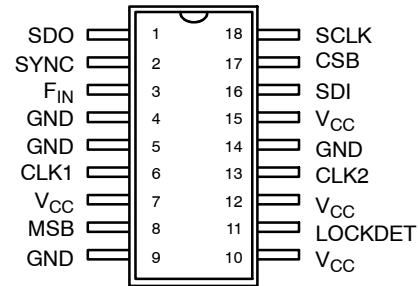 SDO 1 18 SCLK
SYNC 2 17 CSB
FIN 3 16 SDI
GND 4 15 VCC
GND 5 14 GND
CLK1 6 13 CLK2
VCC 7 12 VCC
MSB 8 11 LOCKDET
GND 9 10 VCC